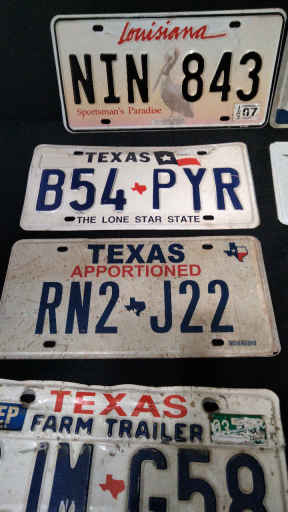 Louisiana
NIN 843
07
Sportsman's Paradise
TEXAS
B54 PYR
THE LONE STAR STATE
TEXAS
APPORTIONED
RN2 J22
TEXAS
FARM TRAILER
03